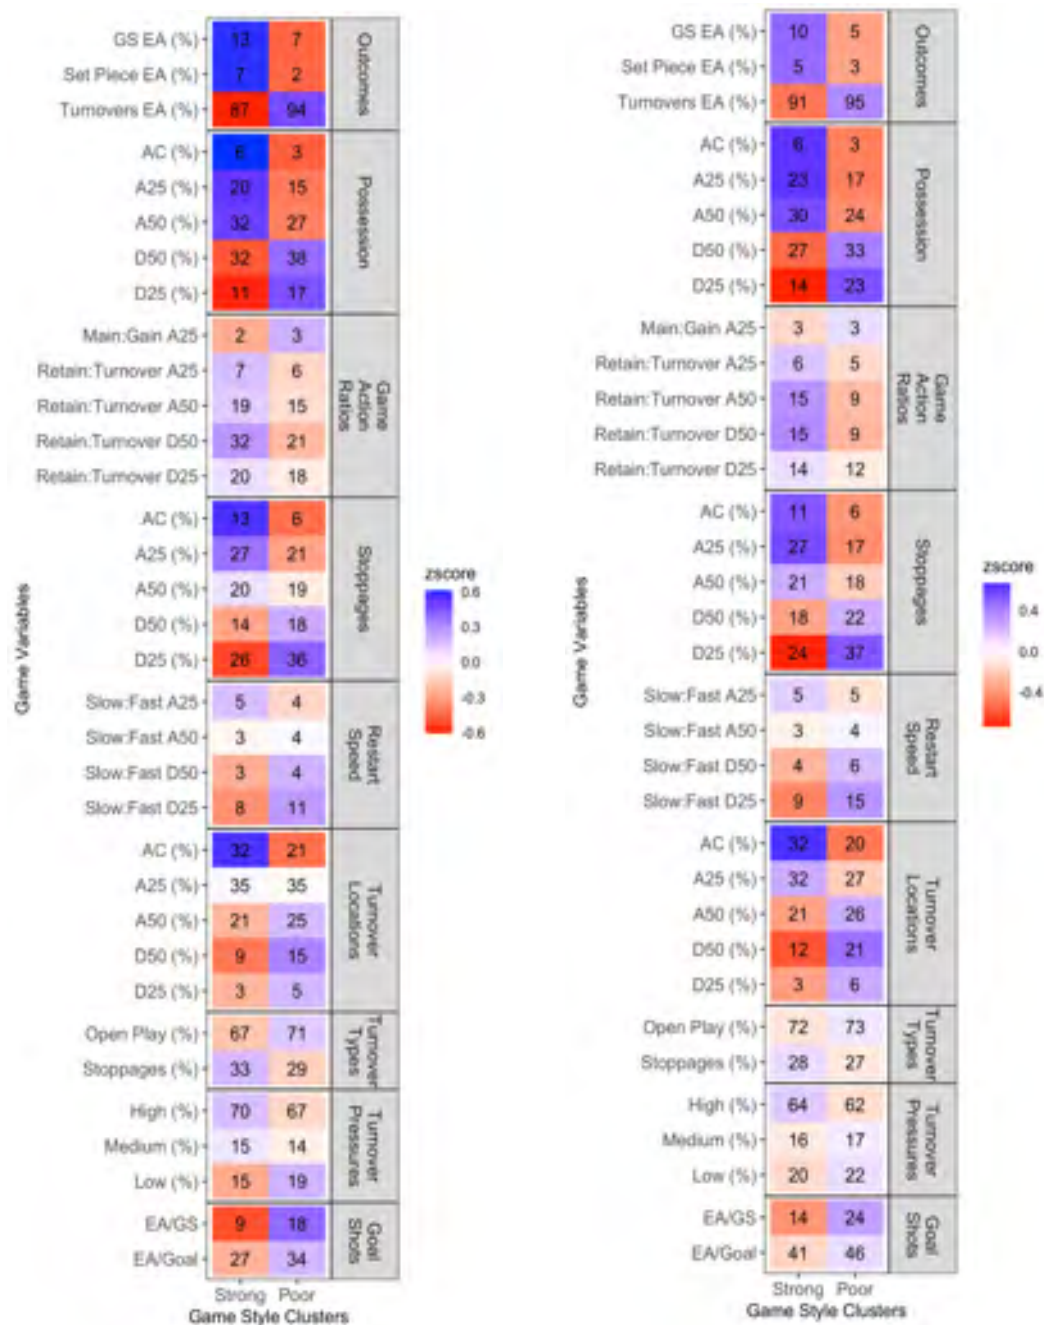 GS EA (%) 13 7
Set Piece EA (%) 7 2
Turnovers EA (%) 87 94
Outcomes
AC (%) 6 3
A25 (%) 20 15
A50 (%) 32 27
D50 (%) 32 38
D25 (%) 11 17
Possession
Main:Gain A25 2 3
Retain:Turnover A25 7 6
Retain:Turnover A50 19 15
Retain:Turnover D50 32 21
Retain:Turnover D25 20 18
Game
Action
Ratios
AC (%) 13 6
A25 (%) 27 21
A50 (%) 20 19
D50 (%) 14 18
D25 (%) 26 36
Stoppages
Slow:Fast A25 5 4
Slow:Fast A50 3 4
Slow:Fast D50 3 4
Slow:Fast D25 8 11
Restart
Speed
AC (%) 32 21
A25 (%) 35 35
A50 (%) 21 25
D50 (%) 9 15
D25 (%) 3 5
Turnover
Locations
Open Play (%) 67 71
Stoppages (%) 33 29
Turnover
Types
High (%) 70 67
Medium (%) 15 14
Low (%) 15 19
Turnover
Pressures
EA/GS 9 18
EA/Goal 27 34
Goal
Shots
Strong Poor
Game Style Clusters
Game Variables
zscore
0.6
0.3
0.0
-0.3
-0.6
GS EA (%) 10 5
Set Piece EA (%) 5 3
Turnovers EA (%) 91 95
Outcomes
AC (%) 6 3
A25 (%) 23 17
A50 (%) 30 24
D50 (%) 27 33
D25 (%) 14 23
Possession
Main:Gain A25 3 3
Retain:Turnover A25 6 5
Retain:Turnover A50 15 9
Retain:Turnover D50 15 9
Retain:Turnover D25 14 12
Game
Action
Ratios
AC (%) 11 6
A25 (%) 27 17
A50 (%) 21 18
D50 (%) 18 22
D25 (%) 24 37
Stoppages
Slow:Fast A25 5 5
Slow:Fast A50 3 4
Slow:Fast D50 4 6
Slow:Fast D25 9 15
Restart
Speed
AC (%) 32 20
A25 (%) 32 27
A50 (%) 21 26
D50 (%) 12 21
D25 (%) 3 6
Turnover
Locations
Open Play (%) 72 73
Stoppages (%) 28 27
Turnover
Types
High (%) 64 62
Medium (%) 16 17
Low (%) 20 22
Turnover
Pressures
EA/GS 14 24
EA/Goal 41 46
Goal
Shots
Strong Poor
Game Style Clusters
Game Variables
zscore
0.4
0.0
-0.4